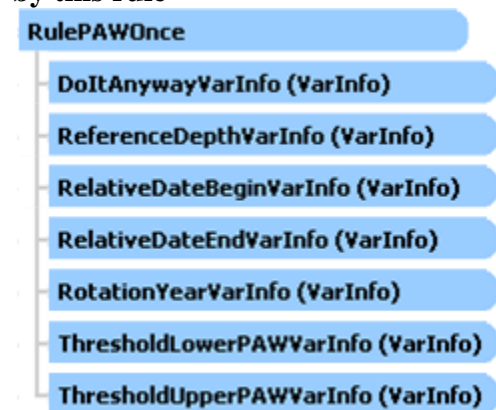 by this rule
RulePAWOnce
DoItAnywayVarInfo (VarInfo)
ReferenceDepthVarInfo (VarInfo)
RelativeDateBeginVarInfo (VarInfo)
RelativeDateEndVarInfo (VarInfo)
RotationYearVarInfo (VarInfo)
ThresholdLowerPAWVarInfo (VarInfo)
ThresholdUpperPAWVarInfo (VarInfo)